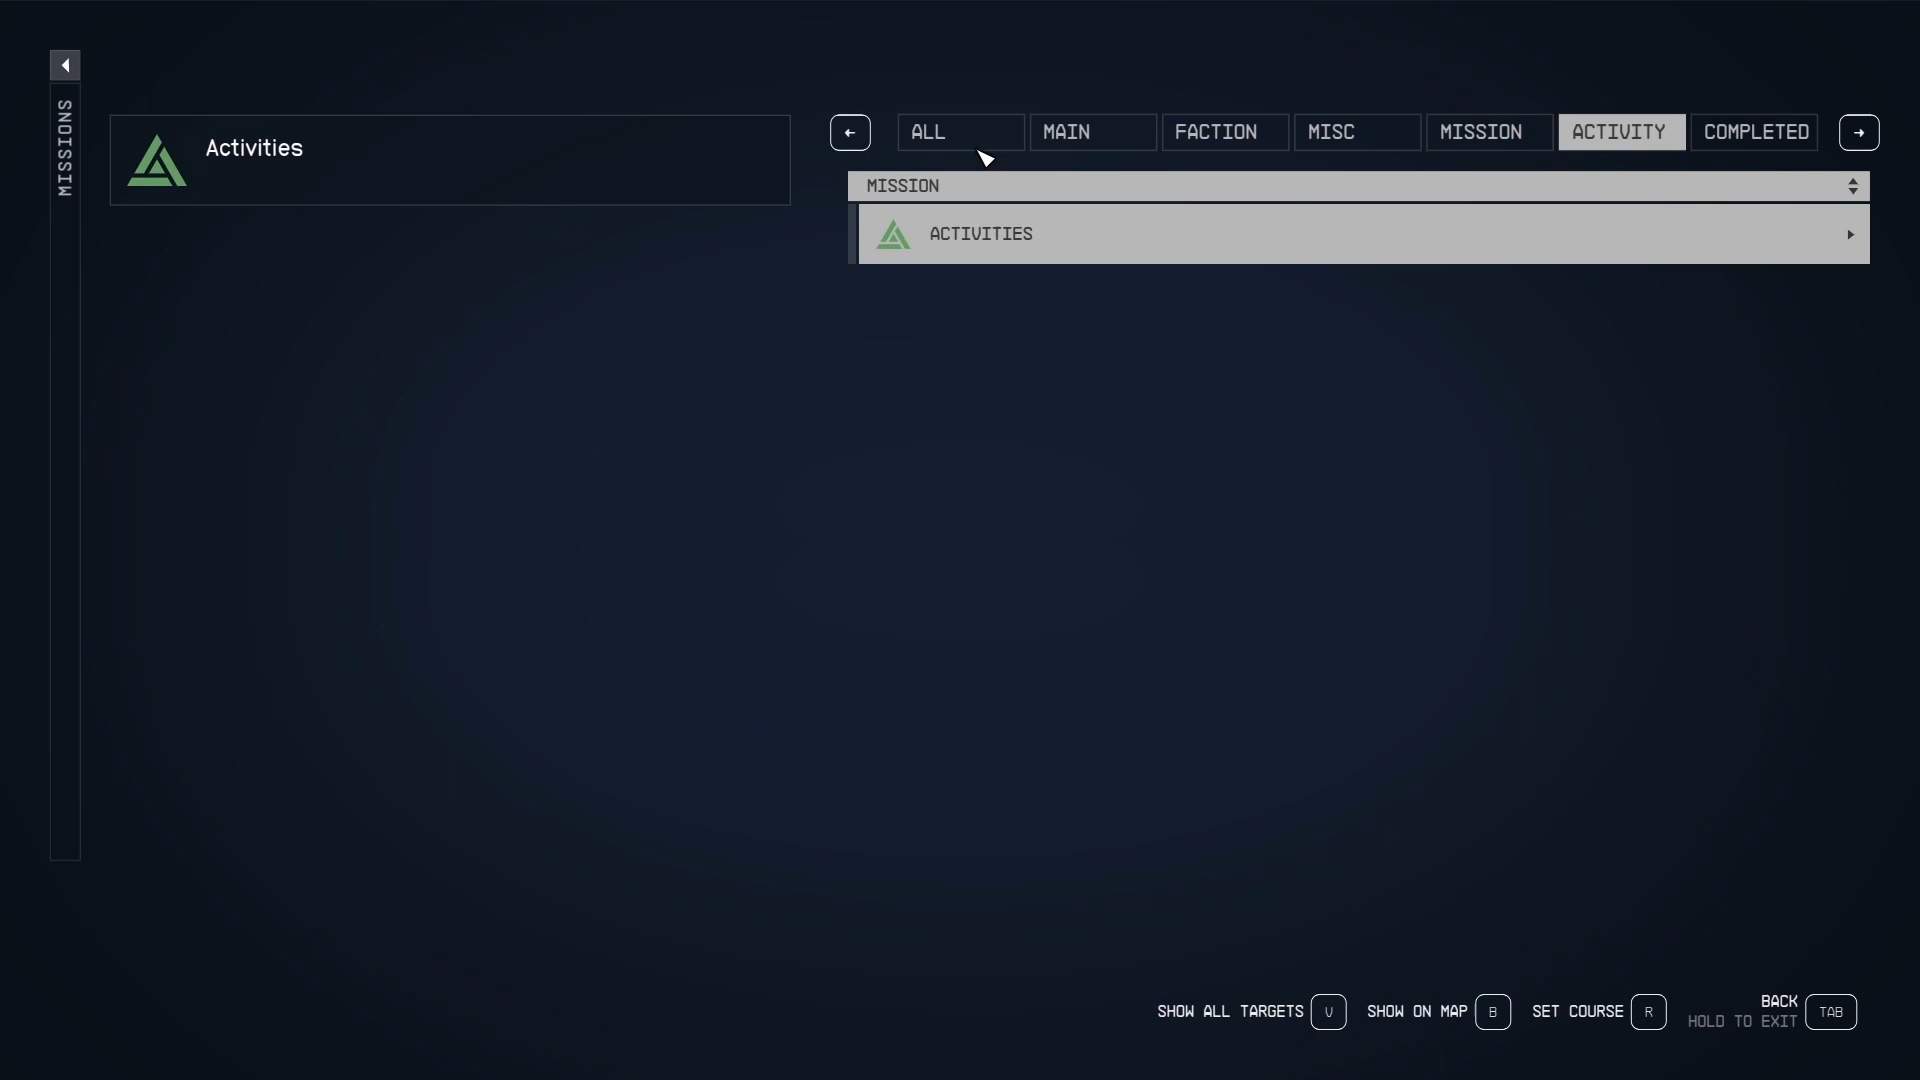 MISSIONS
Activities
ALL
MAIN
FACTION
MISC
MISSION
ACTIVITY
COMPLETED
MISSION
ACTIVITIES
SHOW ALL TARGETS V
SHOW ON MAP B
SET COURSE R
BACK
HOLD TO EXIT
TAB